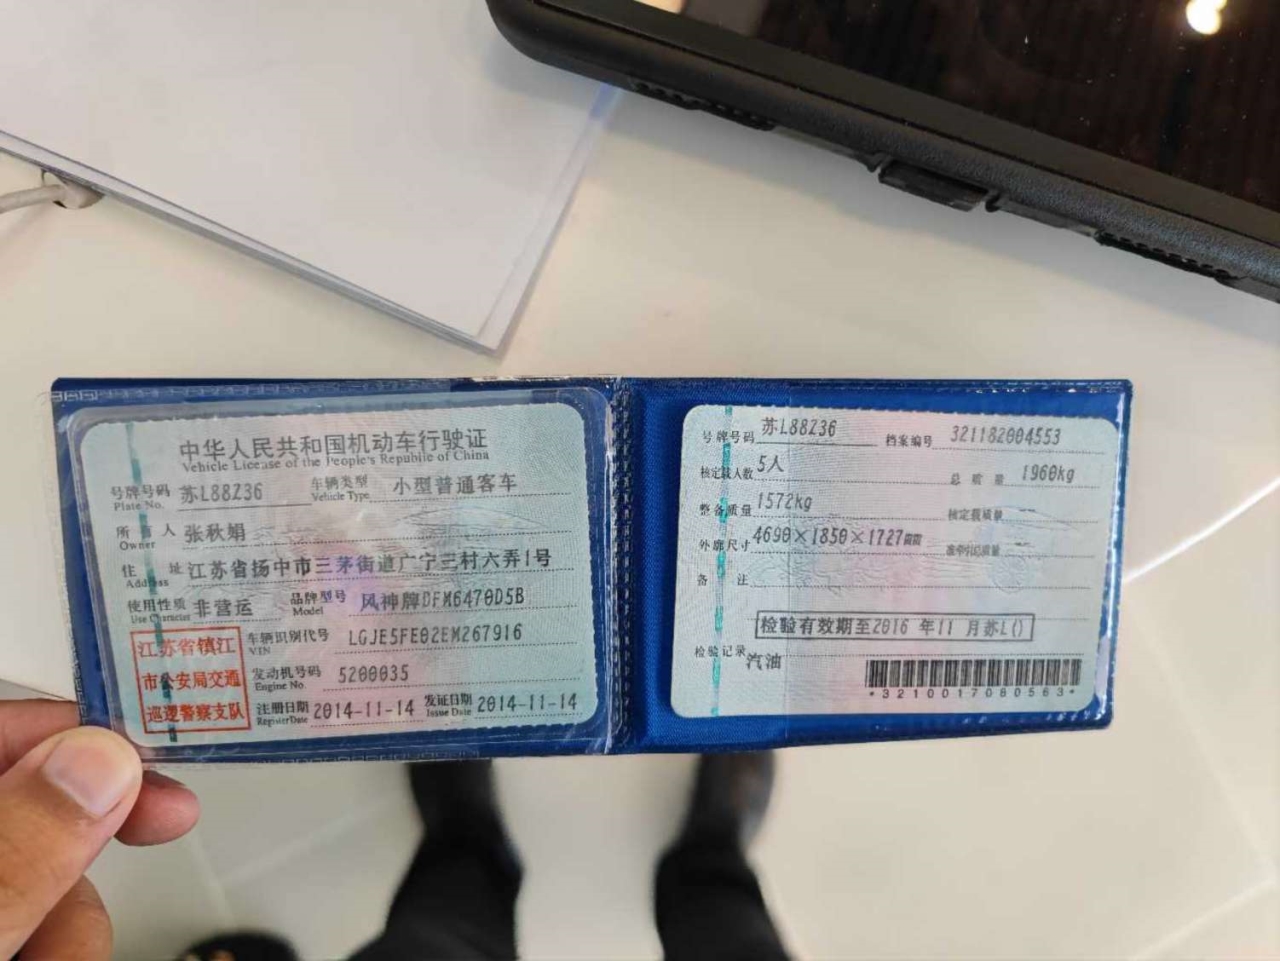 中华人民共和国机动车行驶证
Vehicle License of the People's Republic of China
号牌号码 苏L88Z36 车辆类型 小型普通客车
Plate No. Vehicle Type
所有人 张秋娟
Owner
住址 江苏省扬中市三茅街道广宁三村六弄1号
Address
使用性质 非营运 品牌型号 风神牌DFM6470D5B
Use Character Model
江苏省镇江
市公安局交通
巡逻警察支队
车辆识别代号 LGJE5FE02EM267916
VIN
发动机号码 5200035
Engine No.
注册日期 2014-11-14 发证日期 2014-11-14
Register Date Issue Date
号牌号码 苏L88Z36 档案编号 321182004553
核定载人数 5人 总质量 1960kg
整备质量 1572kg 核定载质量
外廓尺寸 4690×1850×1727mm 准牵引总质量
备注
检验有效期至2016 年11 月苏L()
检验记录
汽油
*3210017080563*